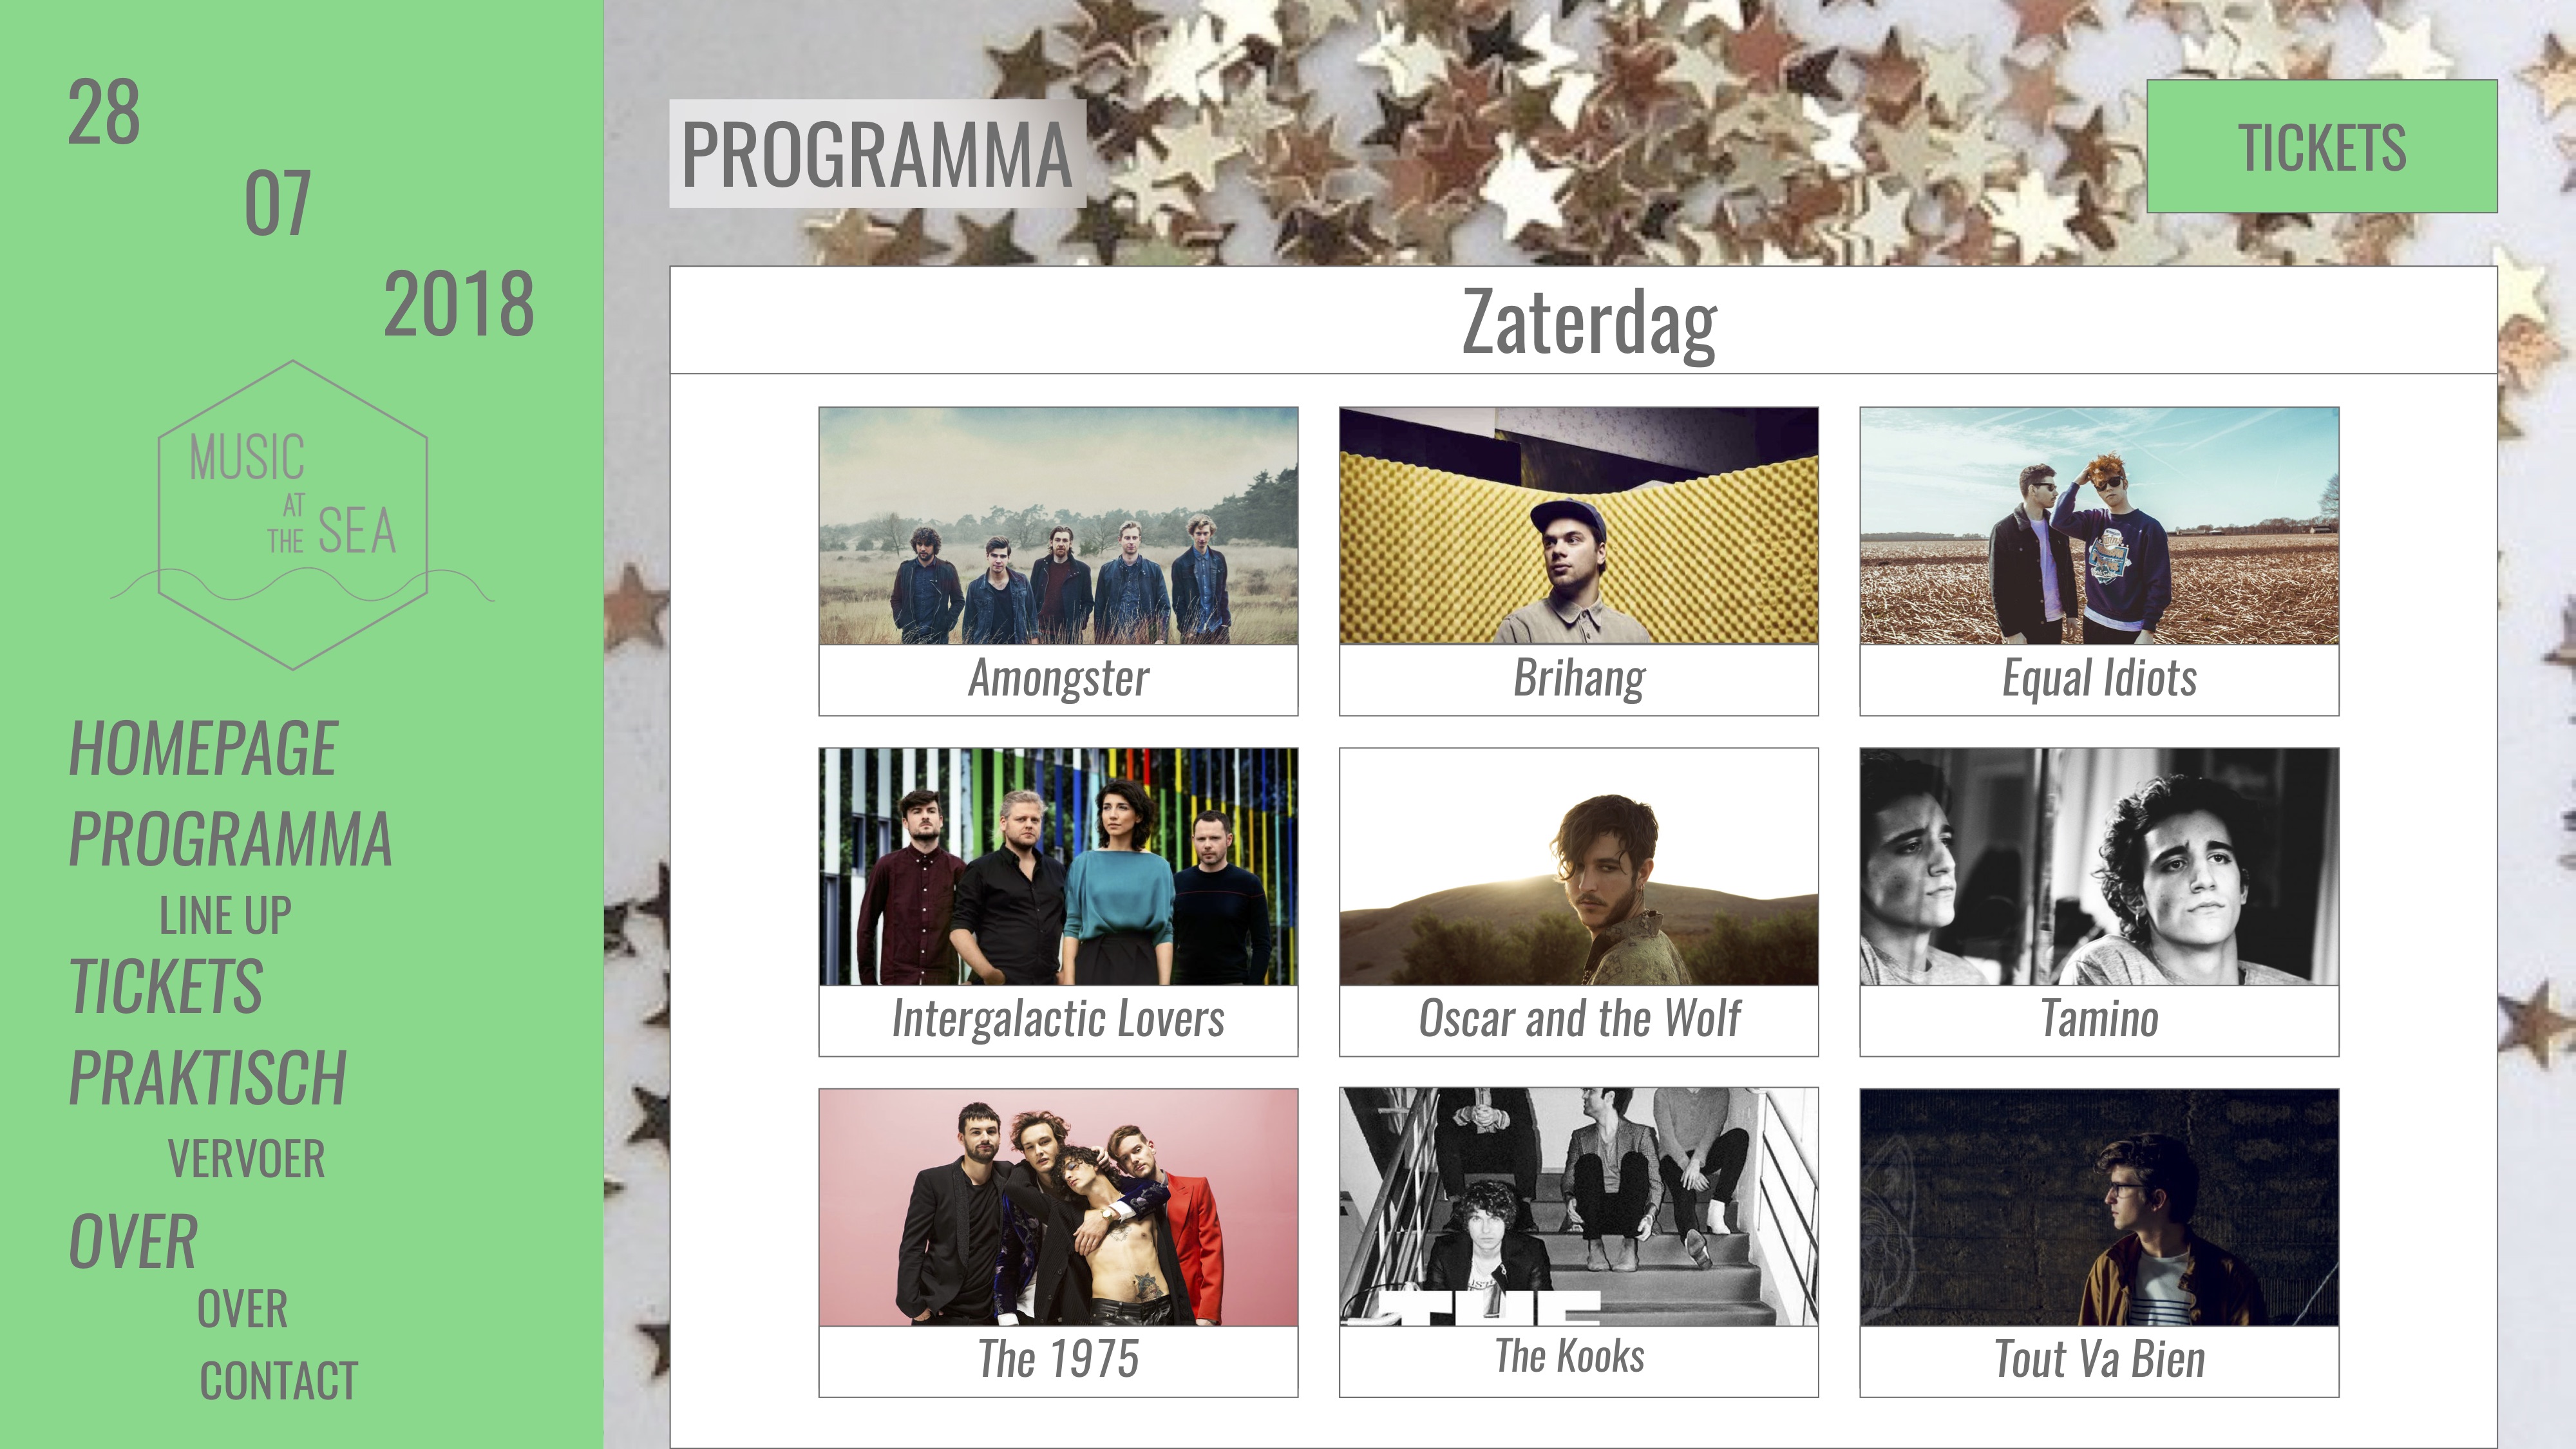 28
07
2018
MUSIC
AT
THE SEA
HOMEPAGE
PROGRAMMA
LINE UP
TICKETS
PRAKTISCH
VERVOER
OVER
OVER
CONTACT
PROGRAMMA
TICKETS
Zaterdag
Amongster
Brihang
Equal Idiots
Intergalactic Lovers
Oscar and the Wolf
Tamino
THE
The 1975
The Kooks
Tout Va Bien